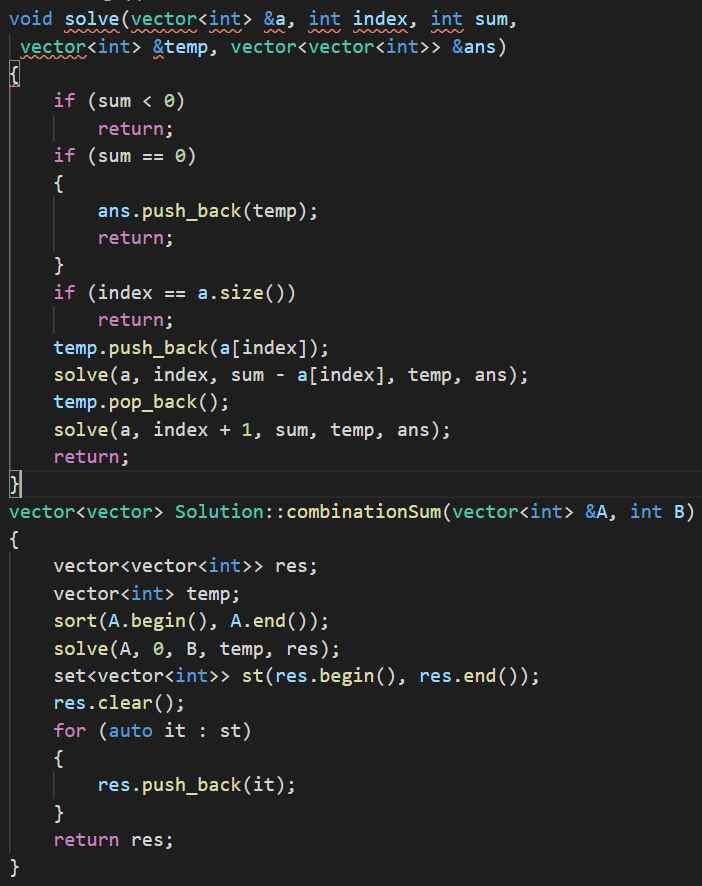 void solve(vector<int> &a, int index, int sum,
vector<int> &temp, vector<vector<int>> &ans)
{
if (sum < 0)
return;
if (sum == 0)
{
ans.push_back(temp);
return;
}
if (index == a.size())
return;
temp.push_back(a[index]);
solve(a, index, sum - a[index], temp, ans);
temp.pop_back();
solve(a, index + 1, sum, temp, ans);
return;
}
vector<vector> Solution::combinationSum(vector<int> &A, int B)
{
vector<vector<int>> res;
vector<int> temp;
sort(A.begin(), A.end());
solve(A, 0, B, temp, res);
set<vector<int>> st(res.begin(), res.end());
res.clear();
for (auto it : st)
{
res.push_back(it);
}
return res;
}